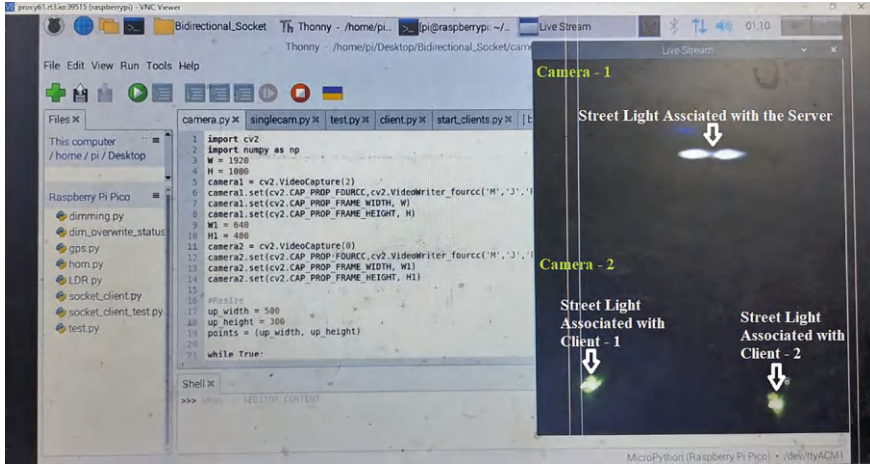 proxy61.rt3.io:39515 (raspberrypi) - VNC Viewer
Bidirectional_Socket
Thonny - /home/pi...
[pi@raspberrypi: ~/...
Live Stream
01:10
Thonny - /home/pi/Desktop/Bidirectional_Socket/came
Live Stream
File Edit View Run Tools Help
Files
camera.py
singlecam.py
test.py
client.py
start_clients.py
This computer
/ home / pi / Desktop
Raspberry Pi Pico
dimming.py
dim_overwrite_status
gps.py
horn.py
LDR.py
socket_client.py
socket_client_test.py
test.py
1 import cv2
2 import numpy as np
3 W = 1920
4 H = 1080
5 camera1 = cv2.VideoCapture(2)
6 camera1.set(cv2.CAP_PROP_FOURCC,cv2.VideoWriter_fourcc('M','J','
7 camera1.set(cv2.CAP_PROP_FRAME_WIDTH, W)
8 camera1.set(cv2.CAP_PROP_FRAME_HEIGHT, H)
9 W1 = 640
10 H1 = 480
11 camera2 = cv2.VideoCapture(0)
12 camera2.set(cv2.CAP_PROP_FOURCC,cv2.VideoWriter_fourcc('M','J','
13 camera2.set(cv2.CAP_PROP_FRAME_WIDTH, W1)
14 camera2.set(cv2.CAP_PROP_FRAME_HEIGHT, H1)
15
16 #Resize
17 up_width = 500
18 up_height = 300
19 points = (up_width, up_height)
20
21 while True:
Shell
>>>
Camera - 1
Street Light Assciated with the Server
Camera - 2
Street Light
Associated with
Client - 1
Street Light
Associated with
Client - 2
MicroPython (Raspberry Pi Pico) • /dev/ttyACM1